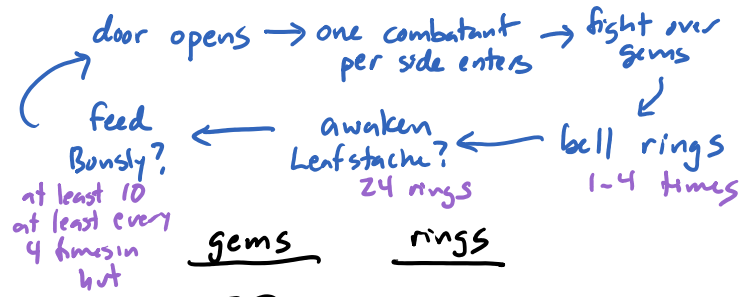 door opens → one combatant per side enters → fight over gems
bell rings
1-4 times
awaken
Leafstache?
24 rings
feed
Bonsly?
at least 10
at least every
4 times in
hut
gems
rings